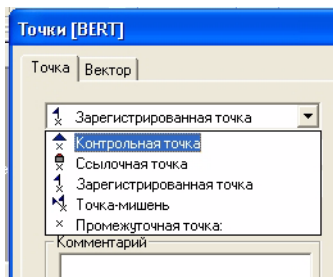 Точки [BERT]
Точка Вектор
Зарегистрированная точка
Контрольная точка
Ссылочная точка
Зарегистрированная точка
Точка-мишень
Промежуточная точка:
Комментарий